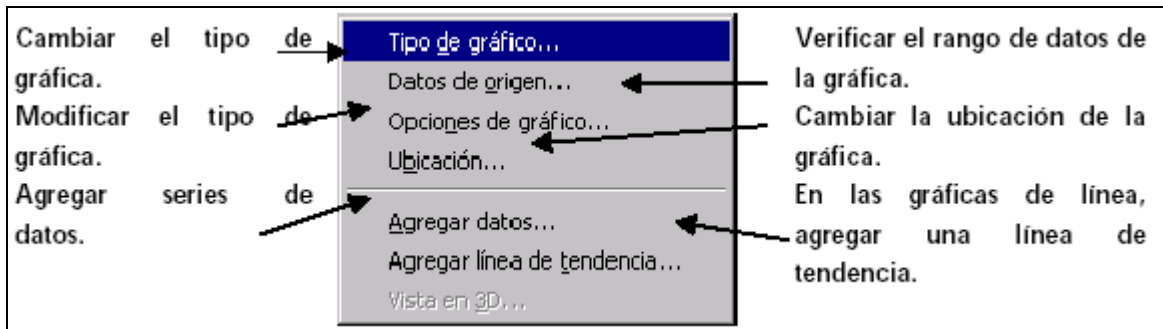 Cambiar el tipo de
gráfica.
Modificar el tipo de
gráfica.
Agregar series de
datos.
Tipo de gráfico...
Datos de origen...
Opciones de gráfico...
Ubicación...
Agregar datos...
Agregar línea de tendencia...
Vista en 3D...
Verificar el rango de datos de
la gráfica.
Cambiar la ubicación de la
gráfica.
En las gráficas de línea,
agregar una línea de
tendencia.